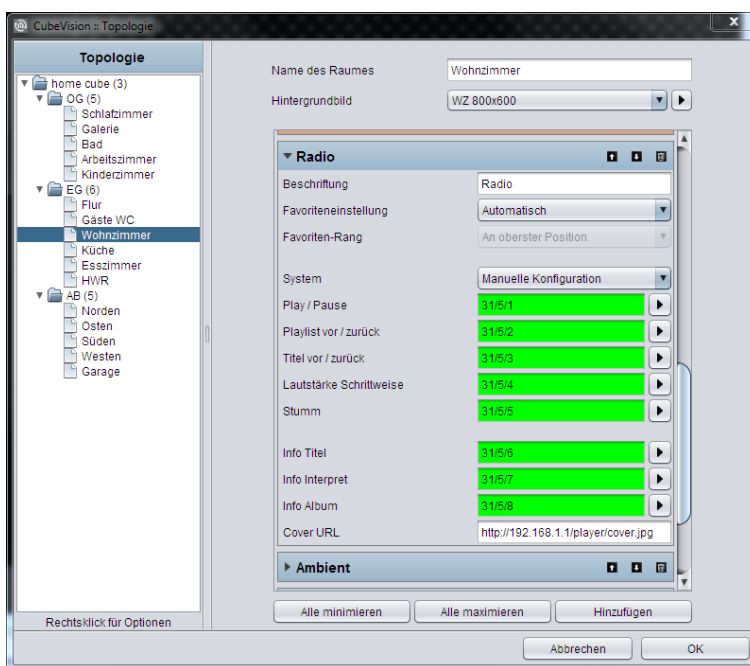 CubeVision :: Topologie
Topologie
home cube (3)
OG (5)
Schlafzimmer
Galerie
Bad
Arbeitszimmer
Kinderzimmer
EG (6)
Flur
Gäste WC
Wohnzimmer
Küche
Esszimmer
HWR
AB (5)
Norden
Osten
Süden
Westen
Garage
Rechtsklick für Optionen
Name des Raumes Wohnzimmer
Hintergrundbild WZ 800x600
Radio
Beschriftung Radio
Favoriteneinstellung Automatisch
Favoriten-Rang An oberster Position
System Manuelle Konfiguration
Play / Pause 31/5/1
Playlist vor / zurück 31/5/2
Titel vor / zurück 31/5/3
Lautstärke Schrittweise 31/5/4
Stumm 31/5/5
Info Titel 31/5/6
Info Interpret 31/5/7
Info Album 31/5/8
Cover URL http://192.168.1.1/player/cover.jpg
Ambient
Alle minimieren Alle maximieren Hinzufügen
Abbrechen OK